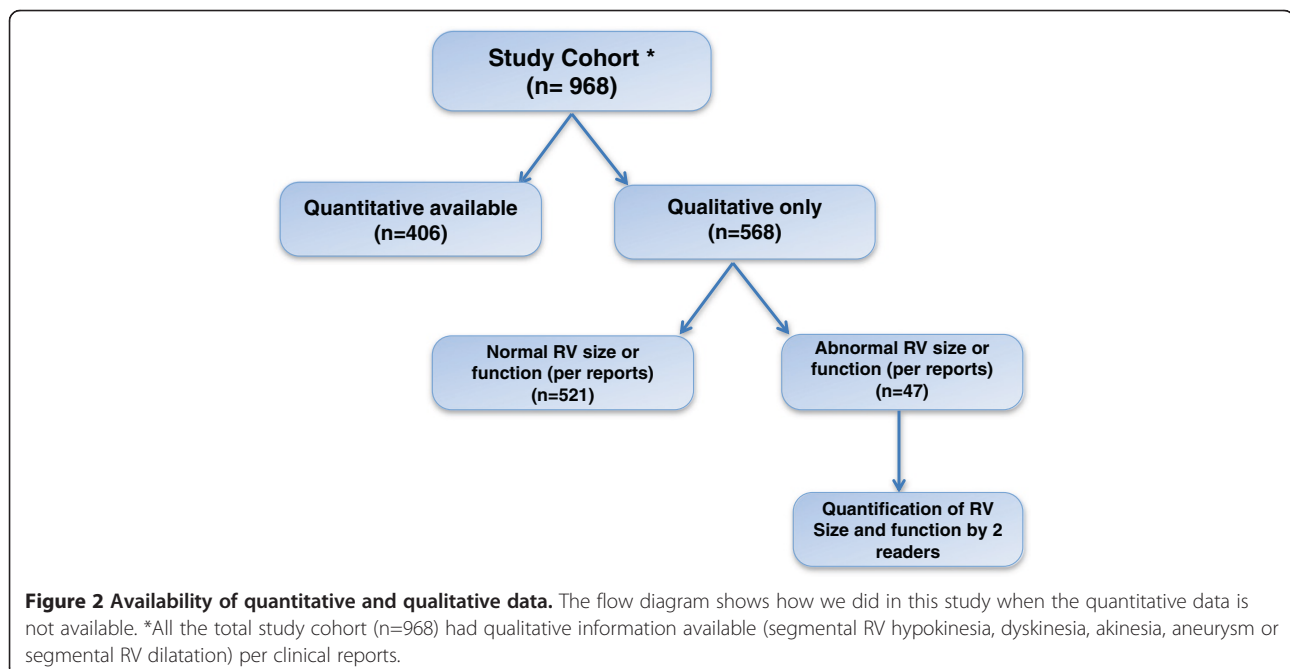 Study Cohort *
(n= 968)
Quantitative available
(n=406)
Qualitative only
(n=568)
Normal RV size or
function (per reports)
(n=521)
Abnormal RV size or
function (per reports)
(n=47)
Quantification of RV
Size and function by 2
readers
Figure 2 Availability of quantitative and qualitative data. The flow diagram shows how we did in this study when the quantitative data is
not available. *All the total study cohort (n=968) had qualitative information available (segmental RV hypokinesia, dyskinesia, akinesia, aneurysm or
segmental RV dilatation) per clinical reports.